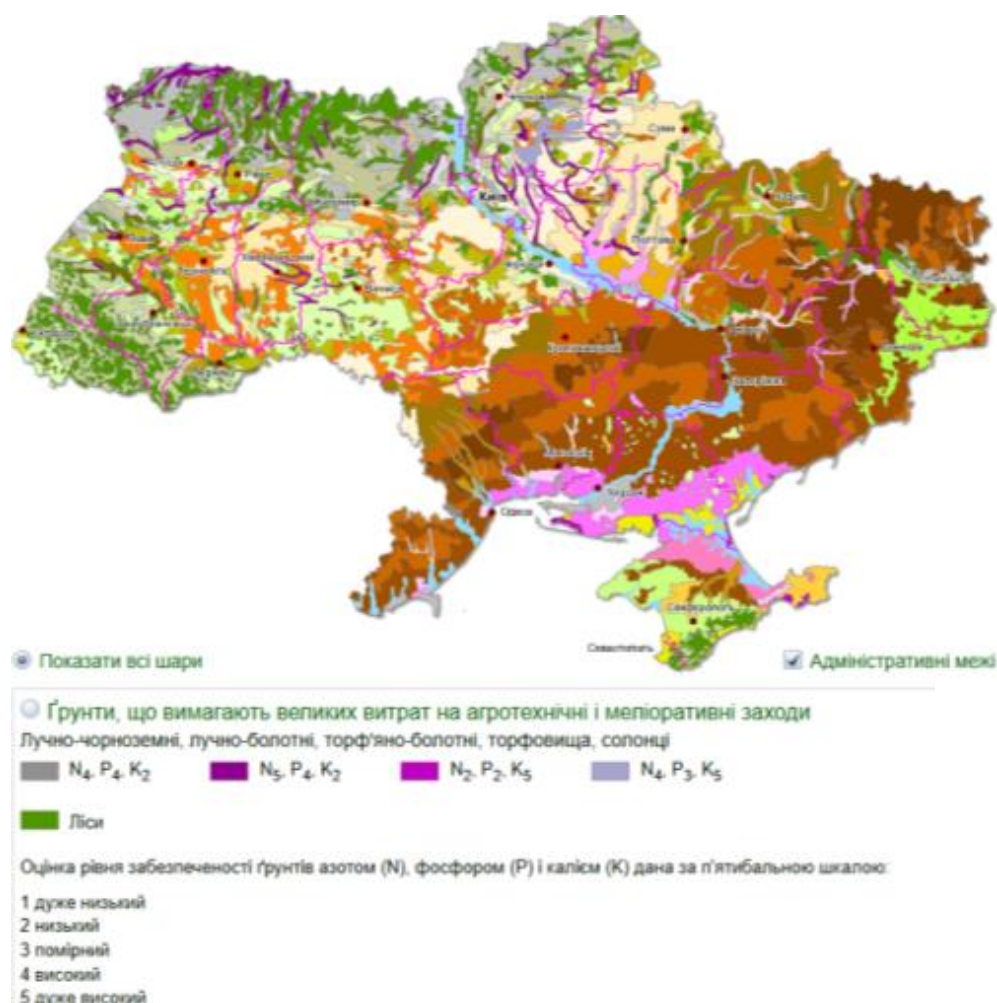 Суми
Київ
Полтава
Вінниця
Запоріжжя
Херсон
Одеса
Сімферополь
Севастополь
Показати всі шари
Адміністративні межі
Ґрунти, що вимагають великих витрат на агротехнічні і меліоративні заходи
Лучно-чорноземні, лучно-болотні, торф'яно-болотні, торфовища, солонці
N4, P4, K2 N5, P4, K2 N2, P2, K5 N4, P3, K5
Ліси
Оцінка рівня забезпеченості ґрунтів азотом (N), фосфором (P) і калієм (K) дана за п'ятибальною шкалою:
1 дуже низький
2 низький
3 помірний
4 високий
5 дуже високий